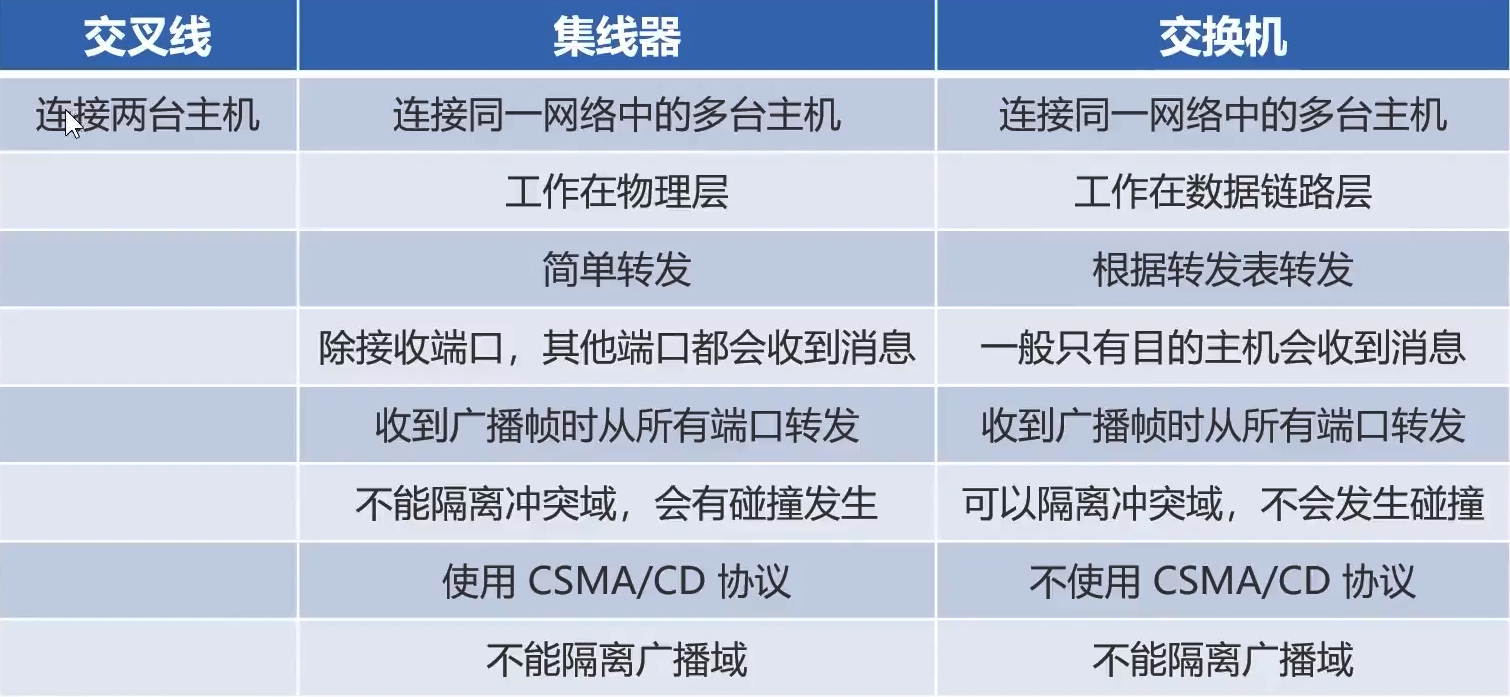 交叉线 集线器 交换机
连接两台主机 连接同一网络中的多台主机 连接同一网络中的多台主机
工作在物理层 工作在数据链路层
简单转发 根据转发表转发
除接收端口，其他端口都会收到消息 一般只有目的主机会收到消息
收到广播帧时从所有端口转发 收到广播帧时从所有端口转发
不能隔离冲突域，会有碰撞发生 可以隔离冲突域，不会发生碰撞
使用 CSMA/CD 协议 不使用 CSMA/CD 协议
不能隔离广播域 不能隔离广播域